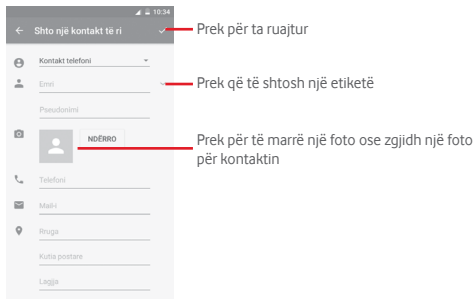 10:34
Shto një kontakt të ri
Prek për ta ruajtur
Kontakt telefoni
Emri
Prek që të shtosh një etiketë
Pseudonimi
NDËRRO
Prek për të marrë një foto ose zgjidh një foto
për kontaktin
Telefoni
Mail-i
Rruga
Kutia postare
Lagjja